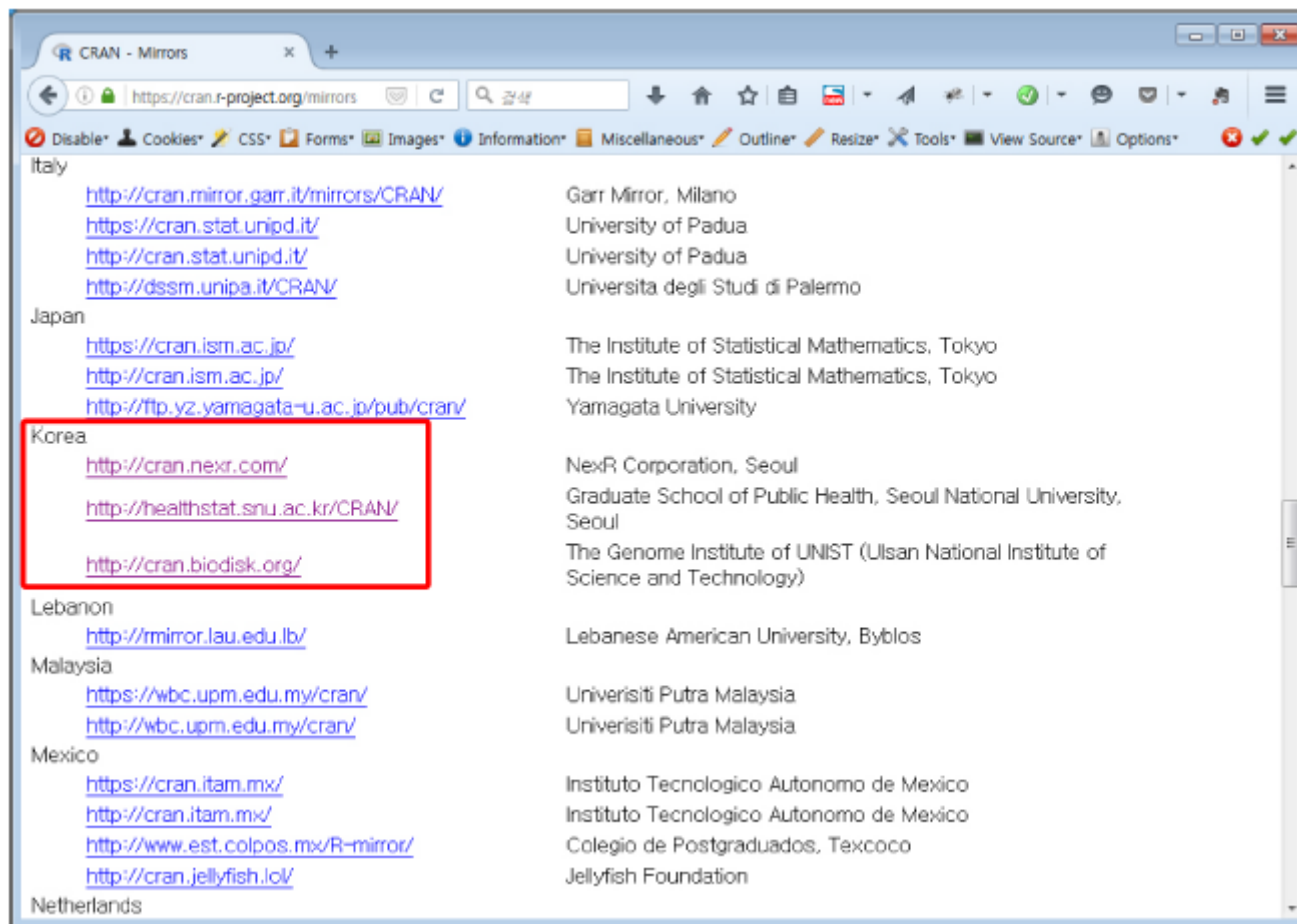 CRAN - Mirrors
https://cran.r-project.org/mirrors 검색
Disable Cookies CSS Forms Images Information Miscellaneous Outline Resize Tools View Source Options
Italy
http://cran.mirror.garr.it/mirrors/CRAN/ Garr Mirror, Milano
https://cran.stat.unipd.it/ University of Padua
http://cran.stat.unipd.it/ University of Padua
http://dssm.unipa.it/CRAN/ Universita degli Studi di Palermo
Japan
https://cran.ism.ac.jp/ The Institute of Statistical Mathematics, Tokyo
http://cran.ism.ac.jp/ The Institute of Statistical Mathematics, Tokyo
http://ftp.yz.yamagata-u.ac.jp/pub/cran/ Yamagata University
Korea
http://cran.nexr.com/ NexR Corporation, Seoul
http://healthstat.snu.ac.kr/CRAN/ Graduate School of Public Health, Seoul National University,
Seoul
http://cran.biodisk.org/ The Genome Institute of UNIST (Ulsan National Institute of
Science and Technology)
Lebanon
http://rmirror.lau.edu.lb/ Lebanese American University, Byblos
Malaysia
https://wbc.upm.edu.my/cran/ Univerisiti Putra Malaysia
http://wbc.upm.edu.my/cran/ Univerisiti Putra Malaysia
Mexico
https://cran.itam.mx/ Instituto Tecnologico Autonomo de Mexico
http://cran.itam.mx/ Instituto Tecnologico Autonomo de Mexico
http://www.est.colpos.mx/R-mirror/ Colegio de Postgraduados, Texcoco
http://cran.jellyfish.lol/ Jellyfish Foundation
Netherlands